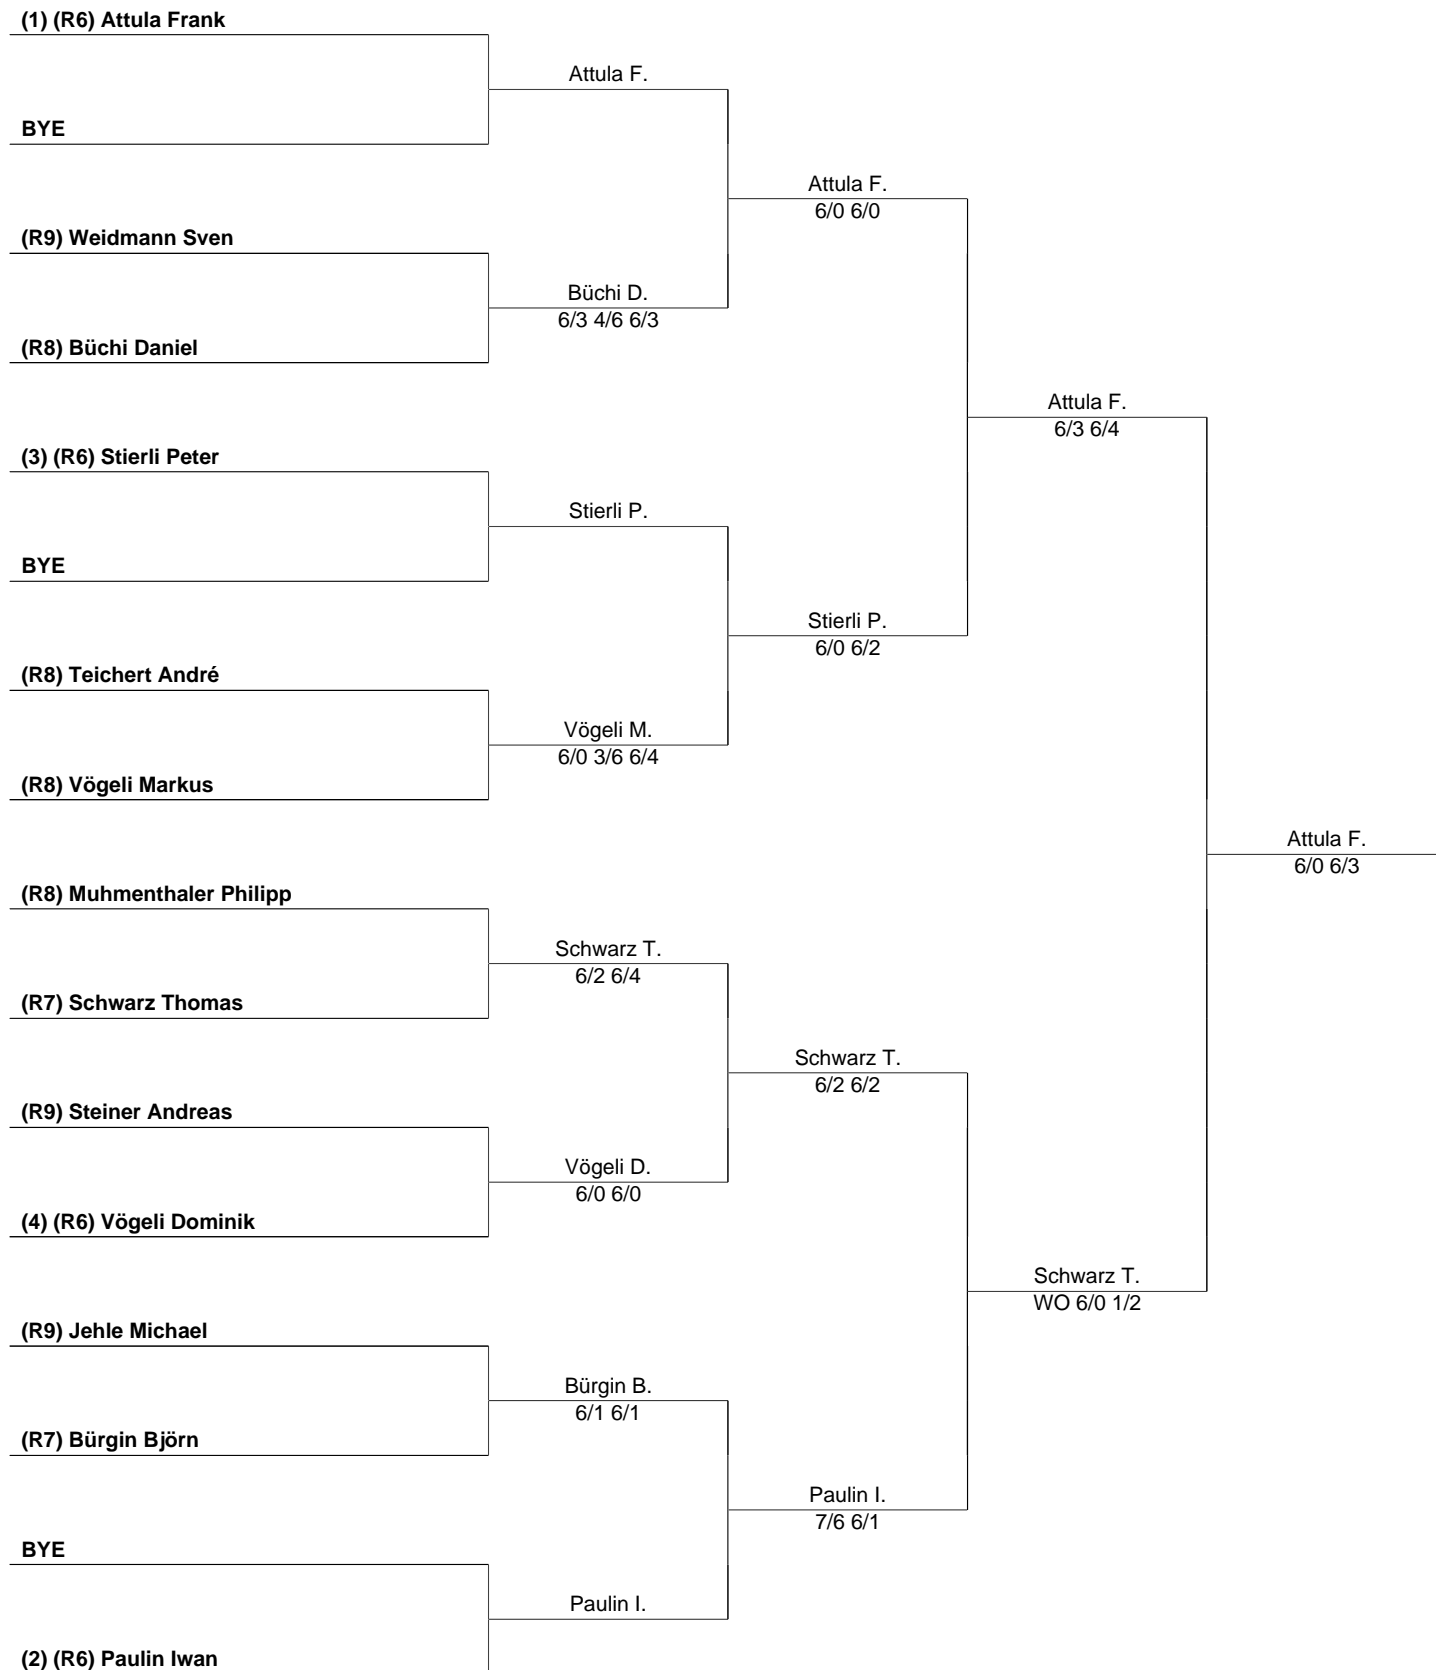 (1) (R6) Attula Frank
Attula F.
BYE
Attula F.
6/0 6/0
(R9) Weidmann Sven
Büchi D.
6/3 4/6 6/3
(R8) Büchi Daniel
Attula F.
6/3 6/4
(3) (R6) Stierli Peter
Stierli P.
BYE
Stierli P.
6/0 6/2
(R8) Teichert André
Vögeli M.
6/0 3/6 6/4
(R8) Vögeli Markus
Attula F.
6/0 6/3
(R8) Muhmenthaler Philipp
Schwarz T.
6/2 6/4
(R7) Schwarz Thomas
Schwarz T.
6/2 6/2
(R9) Steiner Andreas
Vögeli D.
6/0 6/0
(4) (R6) Vögeli Dominik
Schwarz T.
WO 6/0 1/2
(R9) Jehle Michael
Bürgin B.
6/1 6/1
(R7) Bürgin Björn
Paulin I.
7/6 6/1
BYE
Paulin I.
(2) (R6) Paulin Iwan